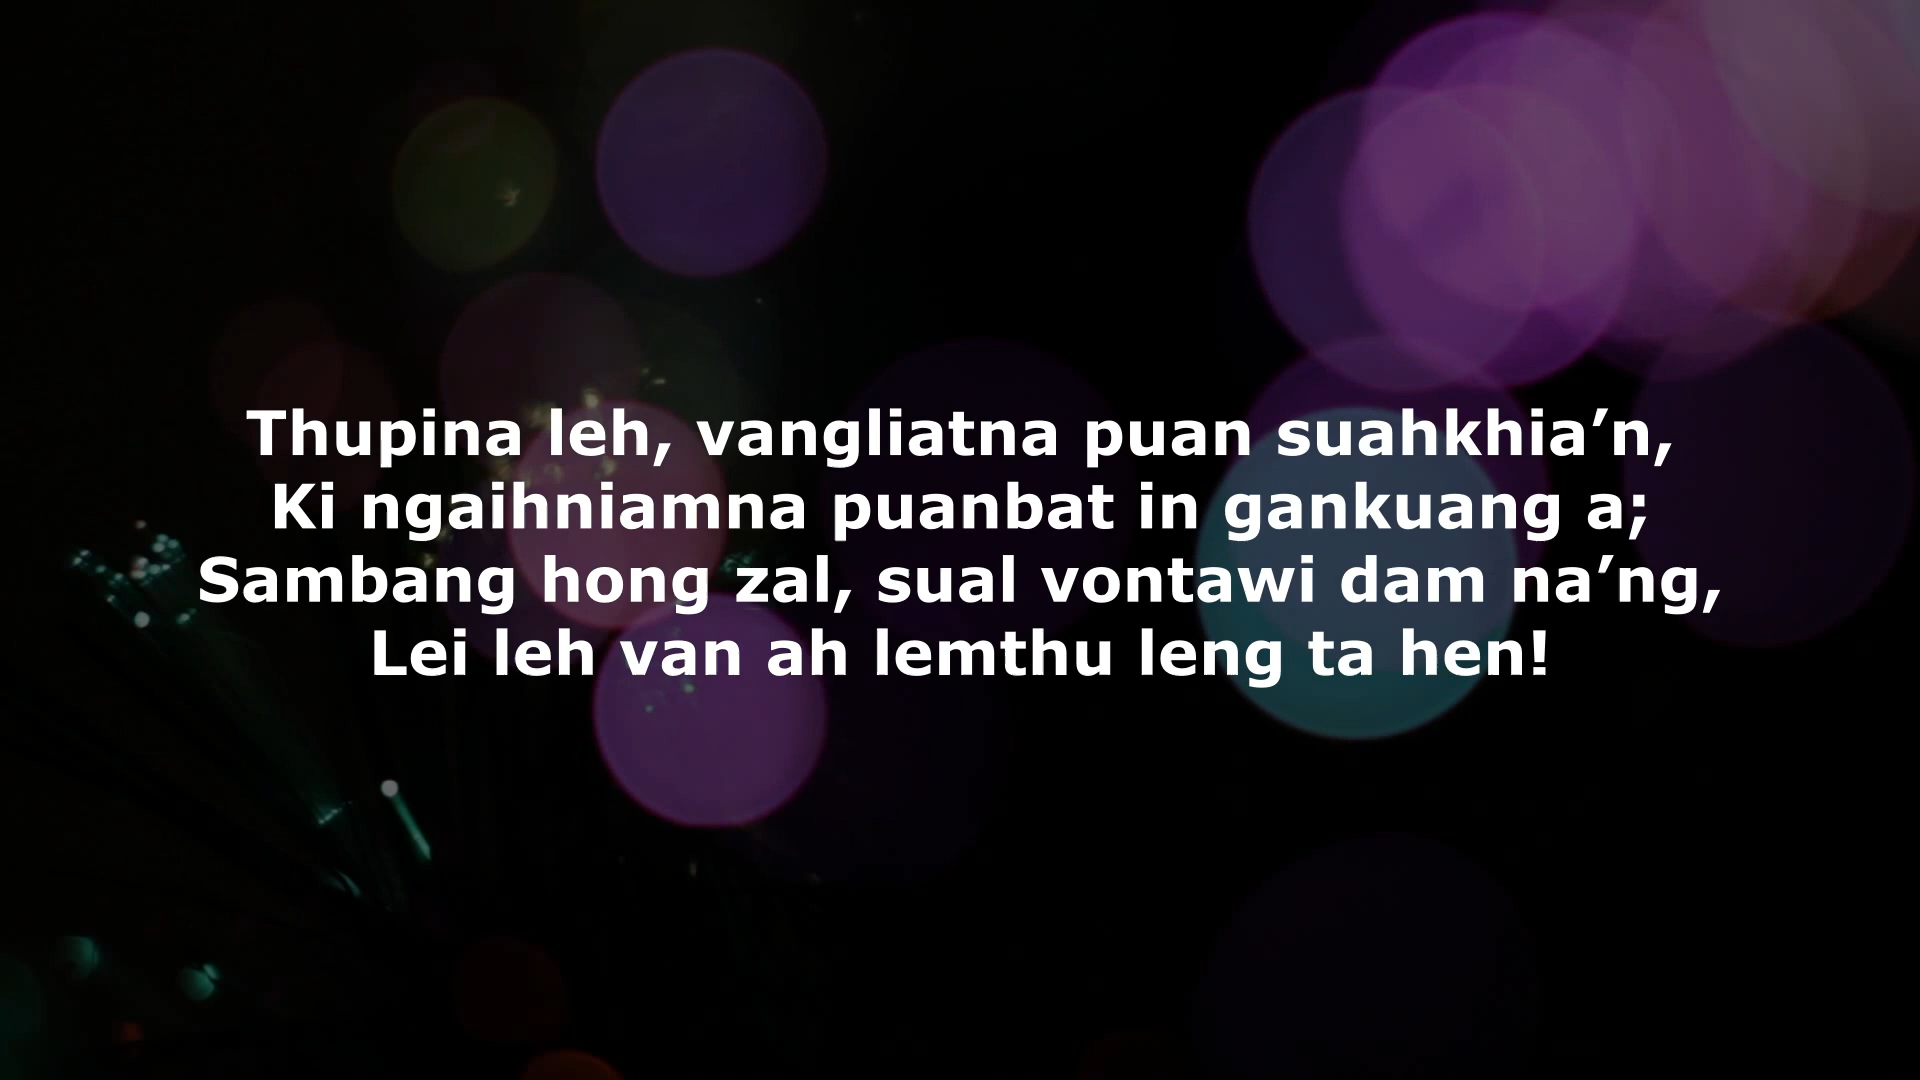 Thupina leh, vangliatna puan suahkhia’n,
Ki ngaihniamna puanbat in gankuang a;
Sambang hong zal, sual vontawi dam na’ng,
Lei leh van ah lemthu leng ta hen!